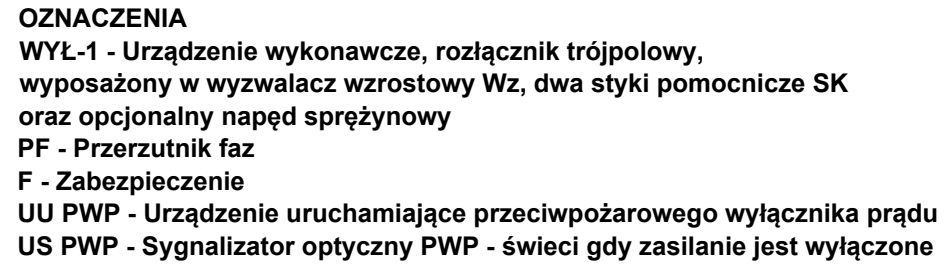 OZNACZENIA
WYŁ-1 - Urządzenie wykonawcze, rozłącznik trójpolowy,
wyposażony w wyzwalacz wzrostowy Wz, dwa styki pomocnicze SK
oraz opcjonalny napęd sprężynowy
PF - Przerzutnik faz
F - Zabezpieczenie
UU PWP - Urządzenie uruchamiające przeciwpożarowego wyłącznika prądu
US PWP - Sygnalizator optyczny PWP - świeci gdy zasilanie jest wyłączone